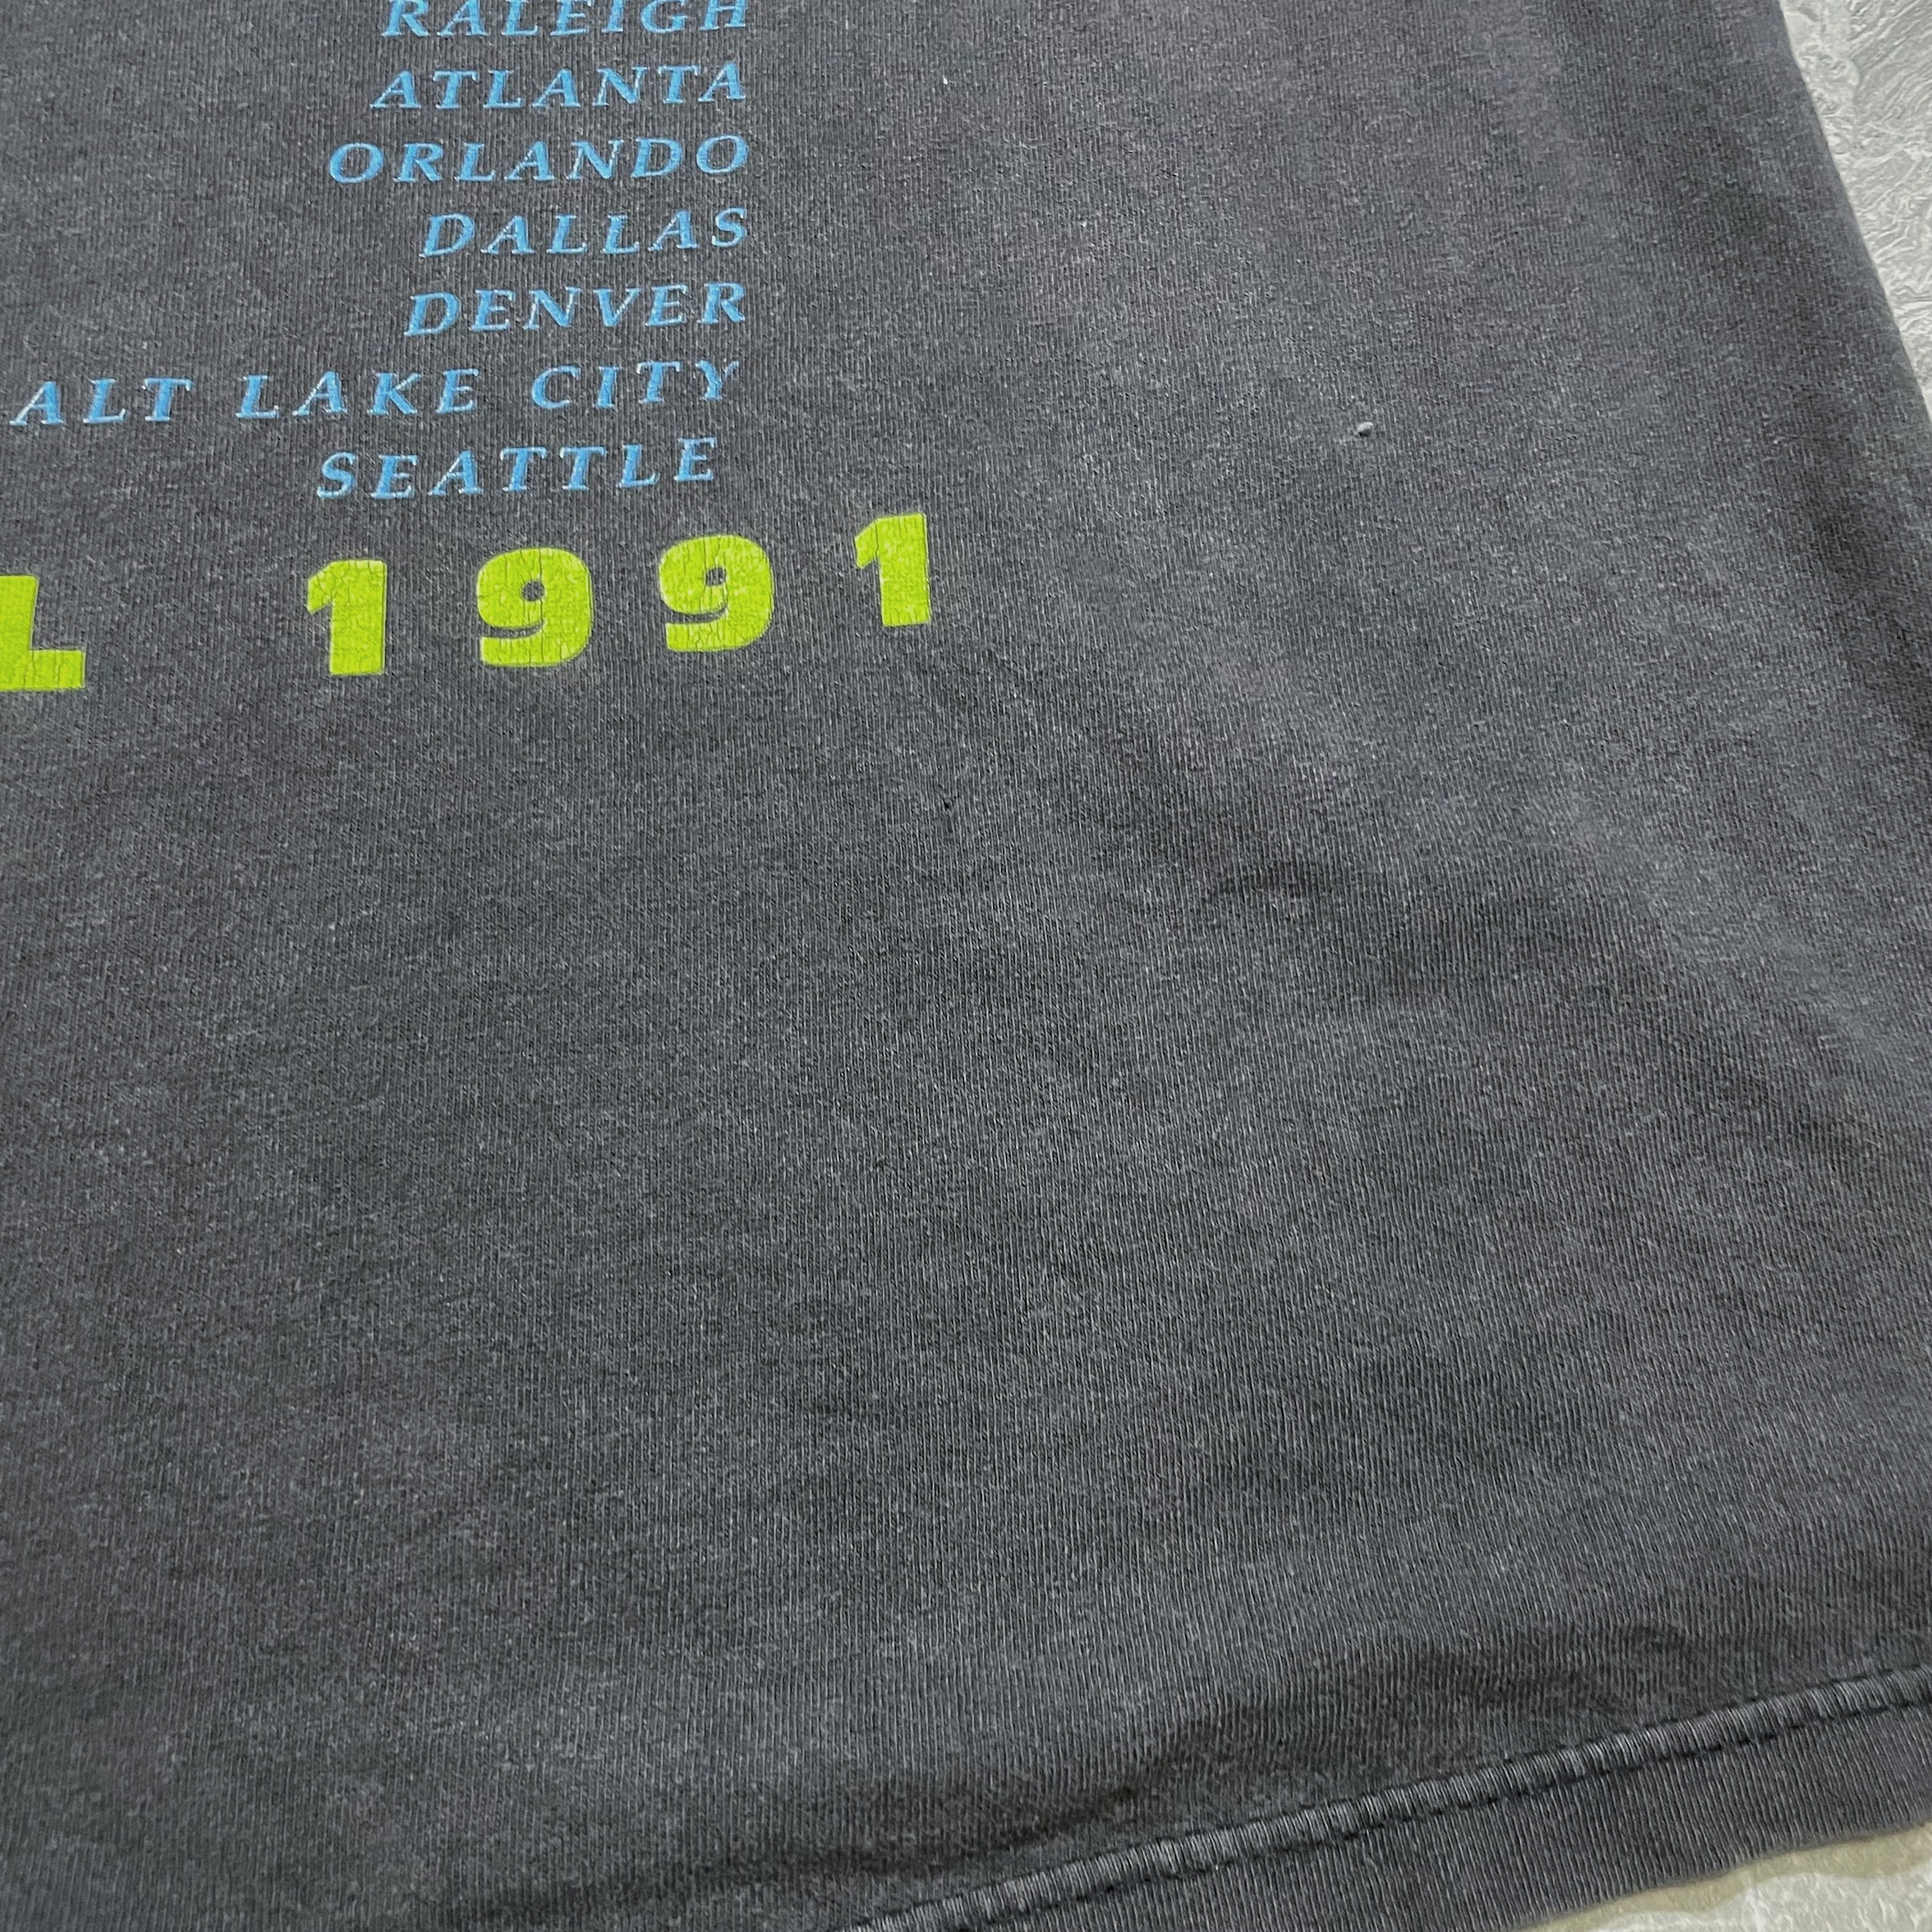 RALEIGH
ATLANTA
ORLANDO
DALLAS
DENVER
ALT LAKE CITY
SEATTLE
L 1991